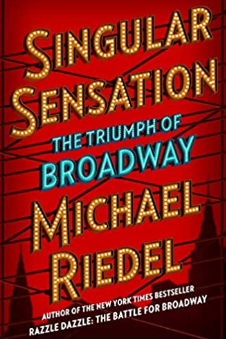 SINGULAR
SENSATION
THE TRIUMPH OF
BROADWAY
MICHAEL
RIEDEL
AUTHOR OF THE NEW YORK TIMES BESTSELLER
RAZZLE DAZZLE: THE BATTLE FOR BROADWAY